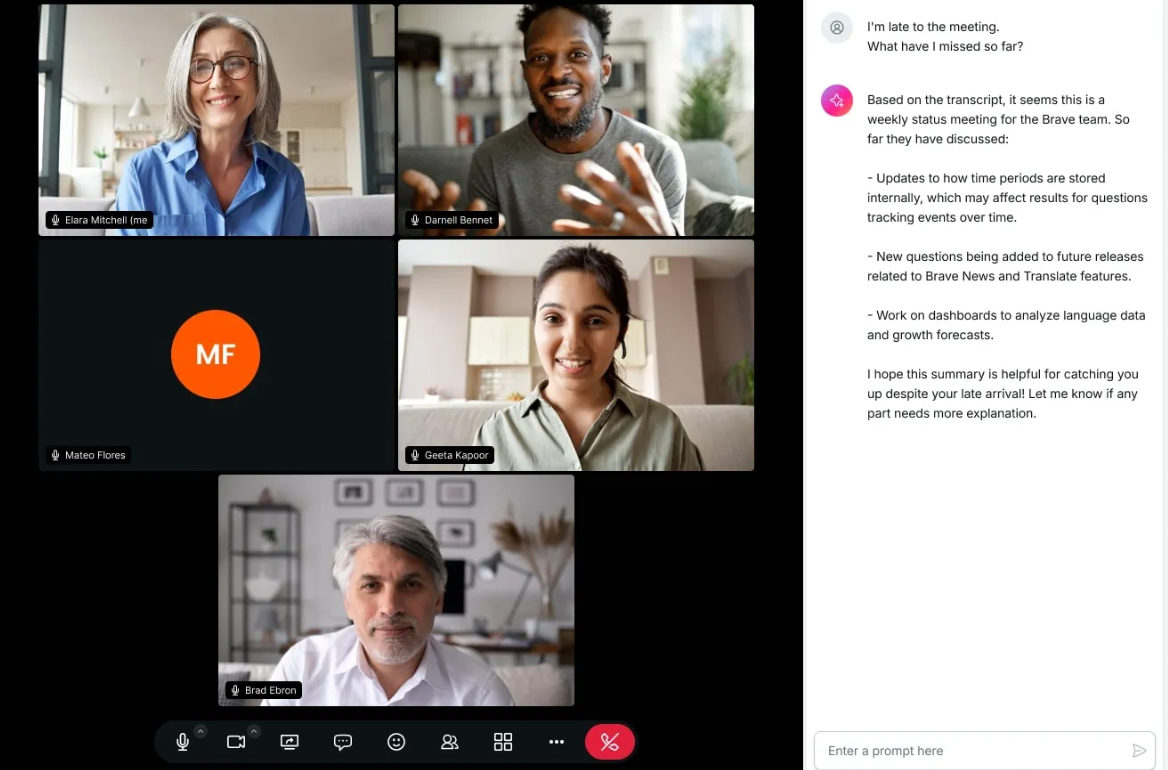 Elara Mitchell (me
Darnell Bennet
MF
Mateo Flores
Geeta Kapoor
Brad Ebron
I'm late to the meeting.
What have I missed so far?
Based on the transcript, it seems this is a
weekly status meeting for the Brave team. So
far they have discussed:
- Updates to how time periods are stored
internally, which may affect results for questions
tracking events over time.
- New questions being added to future releases
related to Brave News and Translate features.
- Work on dashboards to analyze language data
and growth forecasts.
I hope this summary is helpful for catching you
up despite your late arrival! Let me know if any
part needs more explanation.
Enter a prompt here